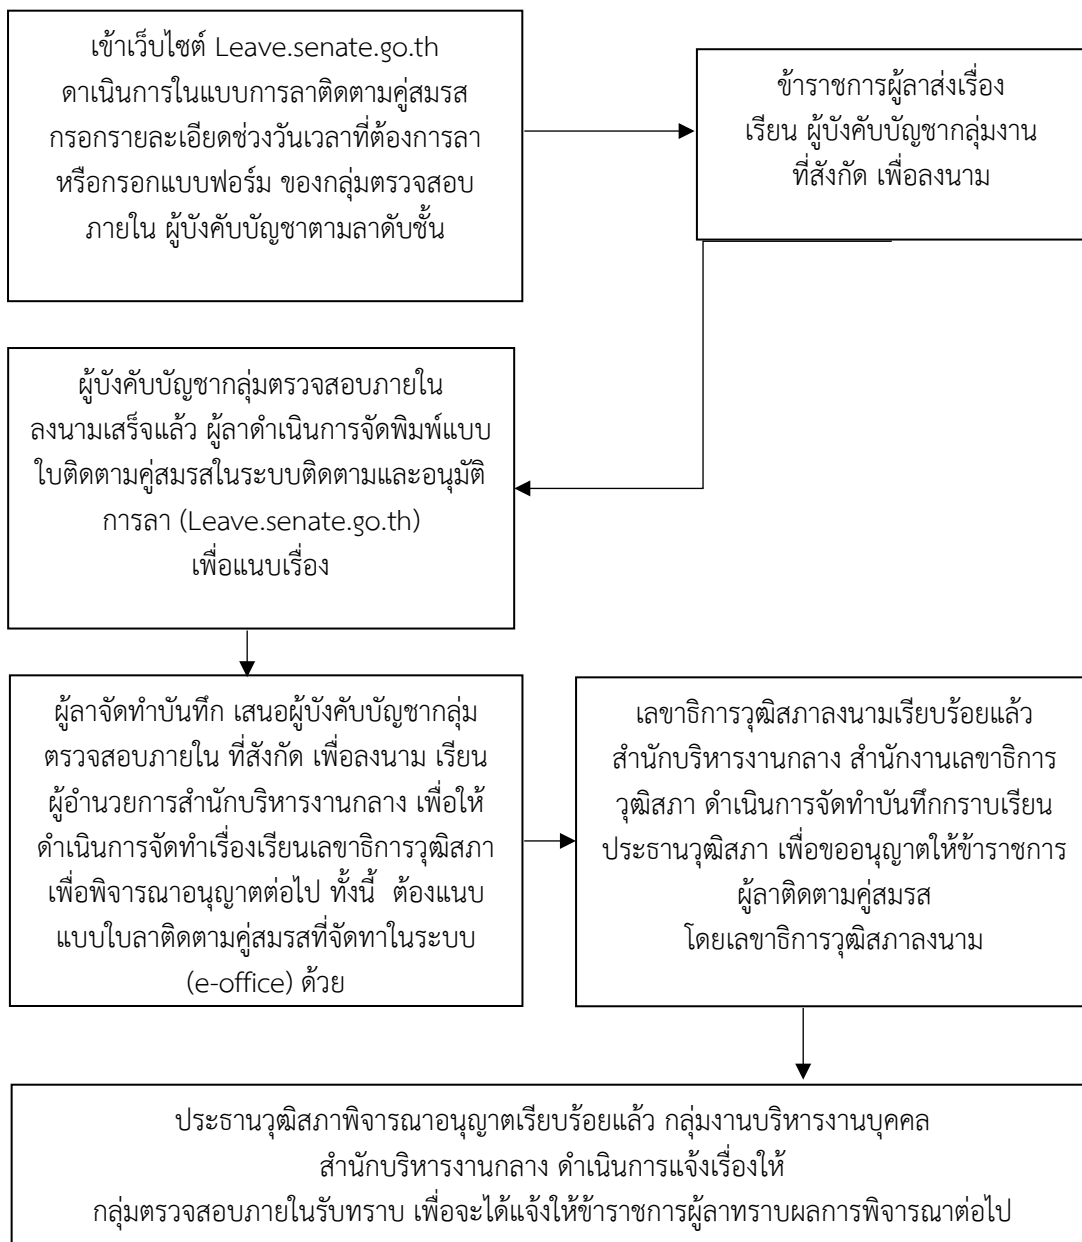 เข้าเว็บไซต์ Leave.senate.go.th
ดาเนินการในแบบการลาติดตามคู่สมรส
กรอกรายละเอียดช่วงวันเวลาที่ต้องการลา
หรือกรอกแบบฟอร์ม ของกลุ่มตรวจสอบ
ภายใน ผู้บังคับบัญชาตามลาดับชั้น
ข้าราชการผู้ลาส่งเรื่อง
เรียน ผู้บังคับบัญชากลุ่มงาน
ที่สังกัด เพื่อลงนาม
ผู้บังคับบัญชากลุ่มตรวจสอบภายใน
ลงนามเสร็จแล้ว ผู้ลาดำเนินการจัดพิมพ์แบบ
ใบติดตามคู่สมรสในระบบติดตามและอนุมัติ
การลา (Leave.senate.go.th)
เพื่อแนบเรื่อง
ผู้ลาจัดทำบันทึก เสนอผู้บังคับบัญชากลุ่ม
ตรวจสอบภายใน ที่สังกัด เพื่อลงนาม เรียน
ผู้อำนวยการสำนักบริหารงานกลาง เพื่อให้
ดำเนินการจัดทำเรื่องเรียนเลขาธิการวุฒิสภา
เพื่อพิจารณาอนุญาตต่อไป ทั้งนี้ ต้องแนบ
แบบใบลาติดตามคู่สมรสที่จัดทาในระบบ
(e-office) ด้วย
เลขาธิการวุฒิสภาลงนามเรียบร้อยแล้ว
สำนักบริหารงานกลาง สำนักงานเลขาธิการ
วุฒิสภา ดำเนินการจัดทำบันทึกกราบเรียน
ประธานวุฒิสภา เพื่อขออนุญาตให้ข้าราชการ
ผู้ลาติดตามคู่สมรส
โดยเลขาธิการวุฒิสภาลงนาม
ประธานวุฒิสภาพิจารณาอนุญาตเรียบร้อยแล้ว กลุ่มงานบริหารงานบุคคล
สำนักบริหารงานกลาง ดำเนินการแจ้งเรื่องให้
กลุ่มตรวจสอบภายในรับทราบ เพื่อจะได้แจ้งให้ข้าราชการผู้ลาทราบผลการพิจารณาต่อไป